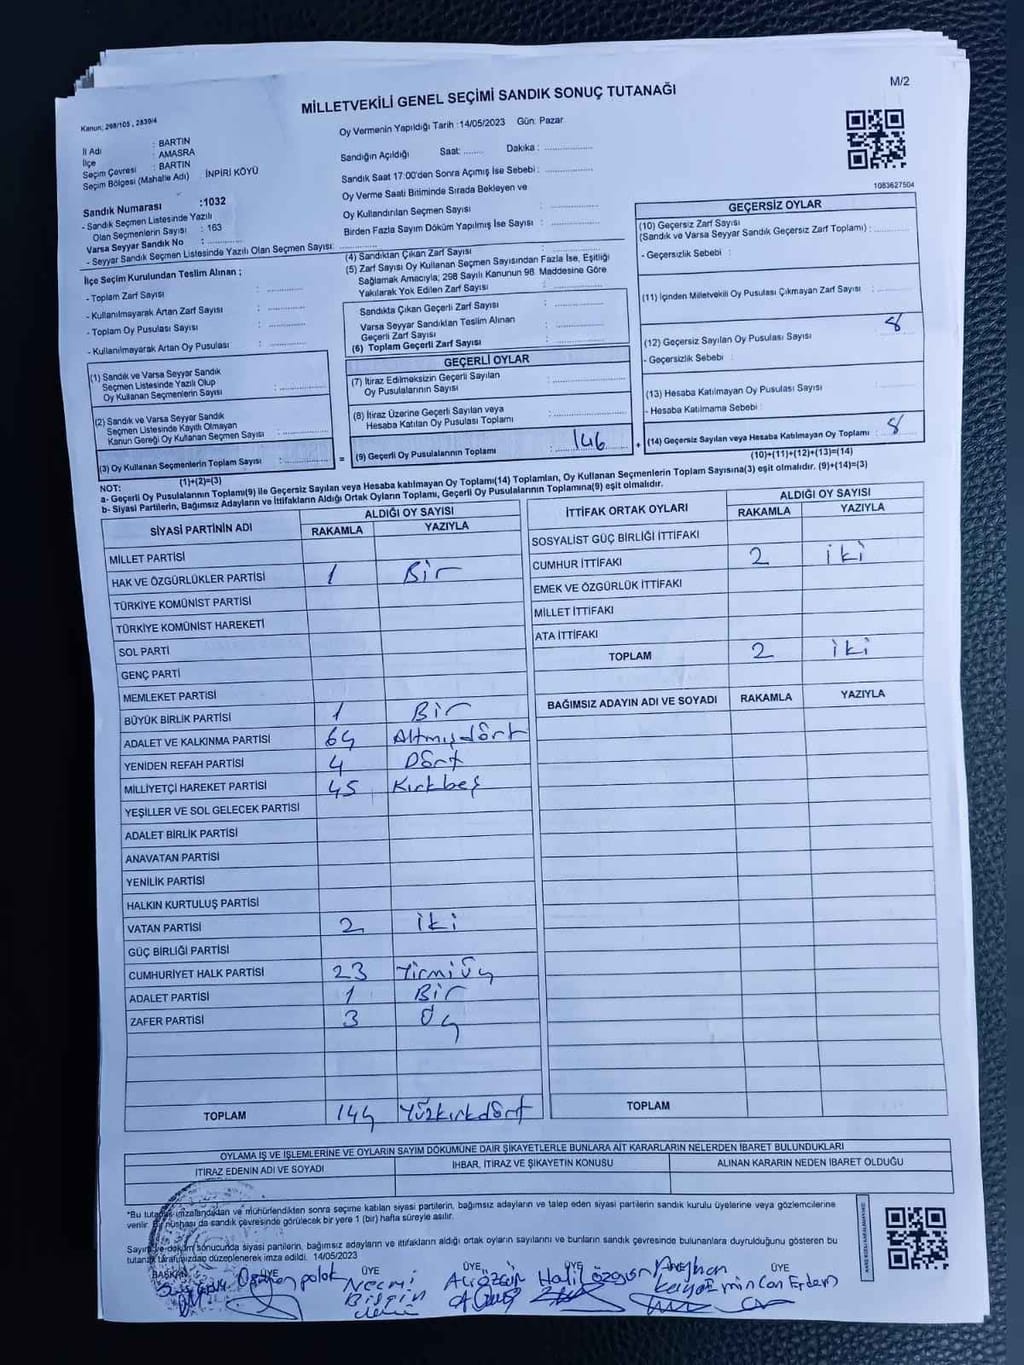 M/2
MİLLETVEKİLİ GENEL SEÇİMİ SANDIK SONUÇ TUTANAĞI
Kanun: 298/105 , 2839/4
Oy Vermenin Yapıldığı Tarih :14/05/2023 Gün: Pazar
İl Adı : BARTIN
İlçe : AMASRA
Seçim Çevresi : BARTIN
Seçim Bölgesi (Mahalle Adı) . İNPİRİ KÖYÜ
Sandığın Açıldığı Saat: ........ Dakika : ....................
Sandık Saat 17:00'den Sonra Açımış İse Sebebi : ....................
Oy Verme Saati Bitiminde Sırada Bekleyen ve
Oy Kullandırılan Seçmen Sayısı : ....................
Birden Fazla Sayım Döküm Yapılmış İse Sayısı : ....................
1083627504
Sandık Numarası :1032
- Sandık Seçmen Listesinde Yazılı
Olan Seçmenlerin Sayısı : 163
Varsa Seyyar Sandık No : ....................
- Seyyar Sandık Seçmen Listesinde Yazılı Olan Seçmen Sayısı: ....................
İlçe Seçim Kurulundan Teslim Alınan ;
- Toplam Zarf Sayısı : ....................
- Kullanılmayarak Artan Zarf Sayısı : ....................
- Toplam Oy Pusulası Sayısı : ....................
- Kullanılmayarak Artan Oy Pusulası : ....................
(1) Sandık ve Varsa Seyyar Sandık
Seçmen Listesinde Yazılı Olup
Oy Kullanan Seçmenlerin Sayısı : ....................
(2) Sandık ve Varsa Seyyar Sandık
Seçmen Listesinde Kayıtlı Olmayan
Kanun Gereği Oy Kullanan Seçmen Sayısı : ....................
(3) Oy Kullanan Seçmenlerin Toplam Sayısı : ....................
(1)+(2)=(3)
(4) Sandıktan Çıkan Zarf Sayısı : ....................
(5) Zarf Sayısı Oy Kullanan Seçmen Sayısından Fazla İse, Eşitliği
Sağlamak Amacıyla; 298 Sayılı Kanunun 98. Maddesine Göre
Yakılarak Yok Edilen Zarf Sayısı : ....................
Sandıkta Çıkan Geçerli Zarf Sayısı : ....................
Varsa Seyyar Sandıktan Teslim Alınan
Geçerli Zarf Sayısı : ....................
(6) Toplam Geçerli Zarf Sayısı : ....................
GEÇERLİ OYLAR
(7) İtiraz Edilmeksizin Geçerli Sayılan
Oy Pusulalarının Sayısı : ....................
(8) İtiraz Üzerine Geçerli Sayılan veya
Hesaba Katılan Oy Pusulası Toplamı : ....................
= (9) Geçerli Oy Pusulalarının Toplamı : 146
GEÇERSİZ OYLAR
(10) Geçersiz Zarf Sayısı
(Sandık ve Varsa Seyyar Sandık Geçersiz Zarf Toplamı) : ....................
- Geçersizlik Sebebi :
(11) İçinden Milletvekili Oy Pusulası Çıkmayan Zarf Sayısı : ....................
(12) Geçersiz Sayılan Oy Pusulası Sayısı : 8
- Geçersizlik Sebebi :
(13) Hesaba Katılmayan Oy Pusulası Sayısı : ....................
- Hesaba Katılmama Sebebi :
+ (14) Geçersiz Sayılan veya Hesaba Katılmayan Oy Toplamı : 8
(10)+(11)+(12)+(13)=(14)
NOT:
a- Geçerli Oy Pusulalarının Toplamı(9) ile Geçersiz Sayılan veya Hesaba katılmayan Oy Toplamı(14) Toplamları, Oy Kullanan Seçmenlerin Toplam Sayısına(3) eşit olmalıdır. (9)+(14)=(3)
b- Siyasi Partilerin, Bağımsız Adayların ve İttifakların Aldığı Ortak Oyların Toplamı, Geçerli Oy Pusulalarının Toplamına(9) eşit olmalıdır.
SİYASİ PARTİNİN ADI ALDIĞI OY SAYISI
RAKAMLA YAZIYLA
MİLLET PARTİSİ
HAK VE ÖZGÜRLÜKLER PARTİSİ 1 Bir
TÜRKİYE KOMÜNİST PARTİSİ
TÜRKİYE KOMÜNİST HAREKETİ
SOL PARTİ
GENÇ PARTİ
MEMLEKET PARTİSİ
BÜYÜK BİRLİK PARTİSİ 1 Bir
ADALET VE KALKINMA PARTİSİ 64 Altmışdört
YENİDEN REFAH PARTİSİ 4 Dört
MİLLİYETÇİ HAREKET PARTİSİ 45 Kırkbeş
YEŞİLLER VE SOL GELECEK PARTİSİ
ADALET BİRLİK PARTİSİ
ANAVATAN PARTİSİ
YENİLİK PARTİSİ
HALKIN KURTULUŞ PARTİSİ
VATAN PARTİSİ 2 iki
GÜÇ BİRLİĞİ PARTİSİ
CUMHURİYET HALK PARTİSİ 23 Yirmiüç
ADALET PARTİSİ 1 Bir
ZAFER PARTİSİ 3 Üç
TOPLAM 144 Yüzkırkdört
İTTİFAK ORTAK OYLARI ALDIĞI OY SAYISI
RAKAMLA YAZIYLA
SOSYALİST GÜÇ BİRLİĞİ İTTİFAKI
CUMHUR İTTİFAKI 2 iki
EMEK VE ÖZGÜRLÜK İTTİFAKI
MİLLET İTTİFAKI
ATA İTTİFAKI
TOPLAM 2 iki
BAĞIMSIZ ADAYIN ADI VE SOYADI RAKAMLA YAZIYLA
TOPLAM
OYLAMA İŞ VE İŞLEMLERİNE VE OYLARIN SAYIM DÖKÜMÜNE DAİR ŞİKAYETLERLE BUNLARA AİT KARARLARIN NELERDEN İBARET BULUNDUKLARI
İTİRAZ EDENİN ADI VE SOYADI İHBAR, İTİRAZ VE ŞİKAYETİN KONUSU ALINAN KARARIN NEDEN İBARET OLDUĞU
*Bu tutanak imzalandıktan ve mühürlendikten sonra seçime katılan siyasi partilerin, bağımsız adayların ve talep eden siyasi partilerin sandık kurulu üyelerine veya gözlemcilerine
verilir. Bir nüshası da sandık çevresinde görülecek bir yere 1 (bir) hafta süreyle asılır.
Sayım ve döküm sonucunda siyasi partilerin, bağımsız adayların ve ittifakların aldığı ortak oyların sayılarını ve bunların sandık çevresinde bulunanlara duyrulduğunu gösteren bu
tutanak tarafımızdan düzenlenerek imza edildi. 14/05/2023
BAŞKAN ÜYE ÜYE ÜYE ÜYE ÜYE ÜYE
polat Necmi Bilgin Ali Özgür Halil Özgün Emincan Erdem